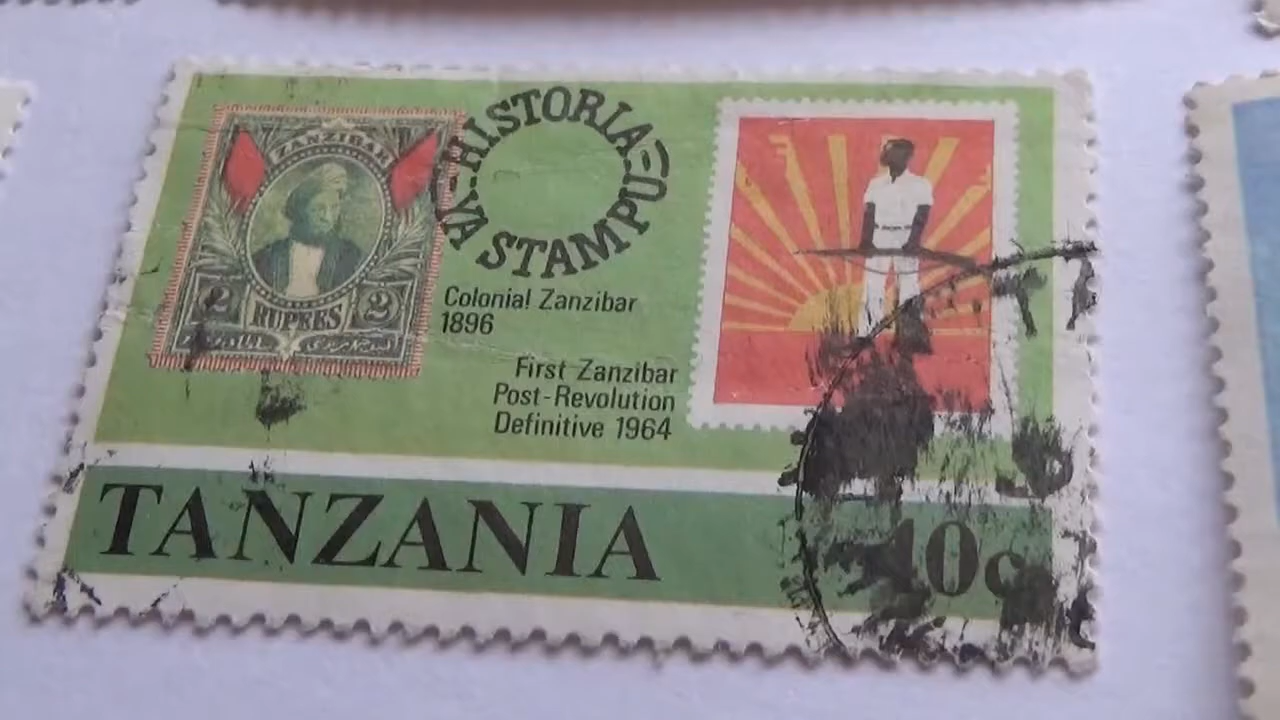 ZANZIBAR
2 RUPEES 2
HISTORIA YA STAMPU
Colonial Zanzibar
1896
First Zanzibar
Post-Revolution
Definitive 1964
TANZANIA
10c